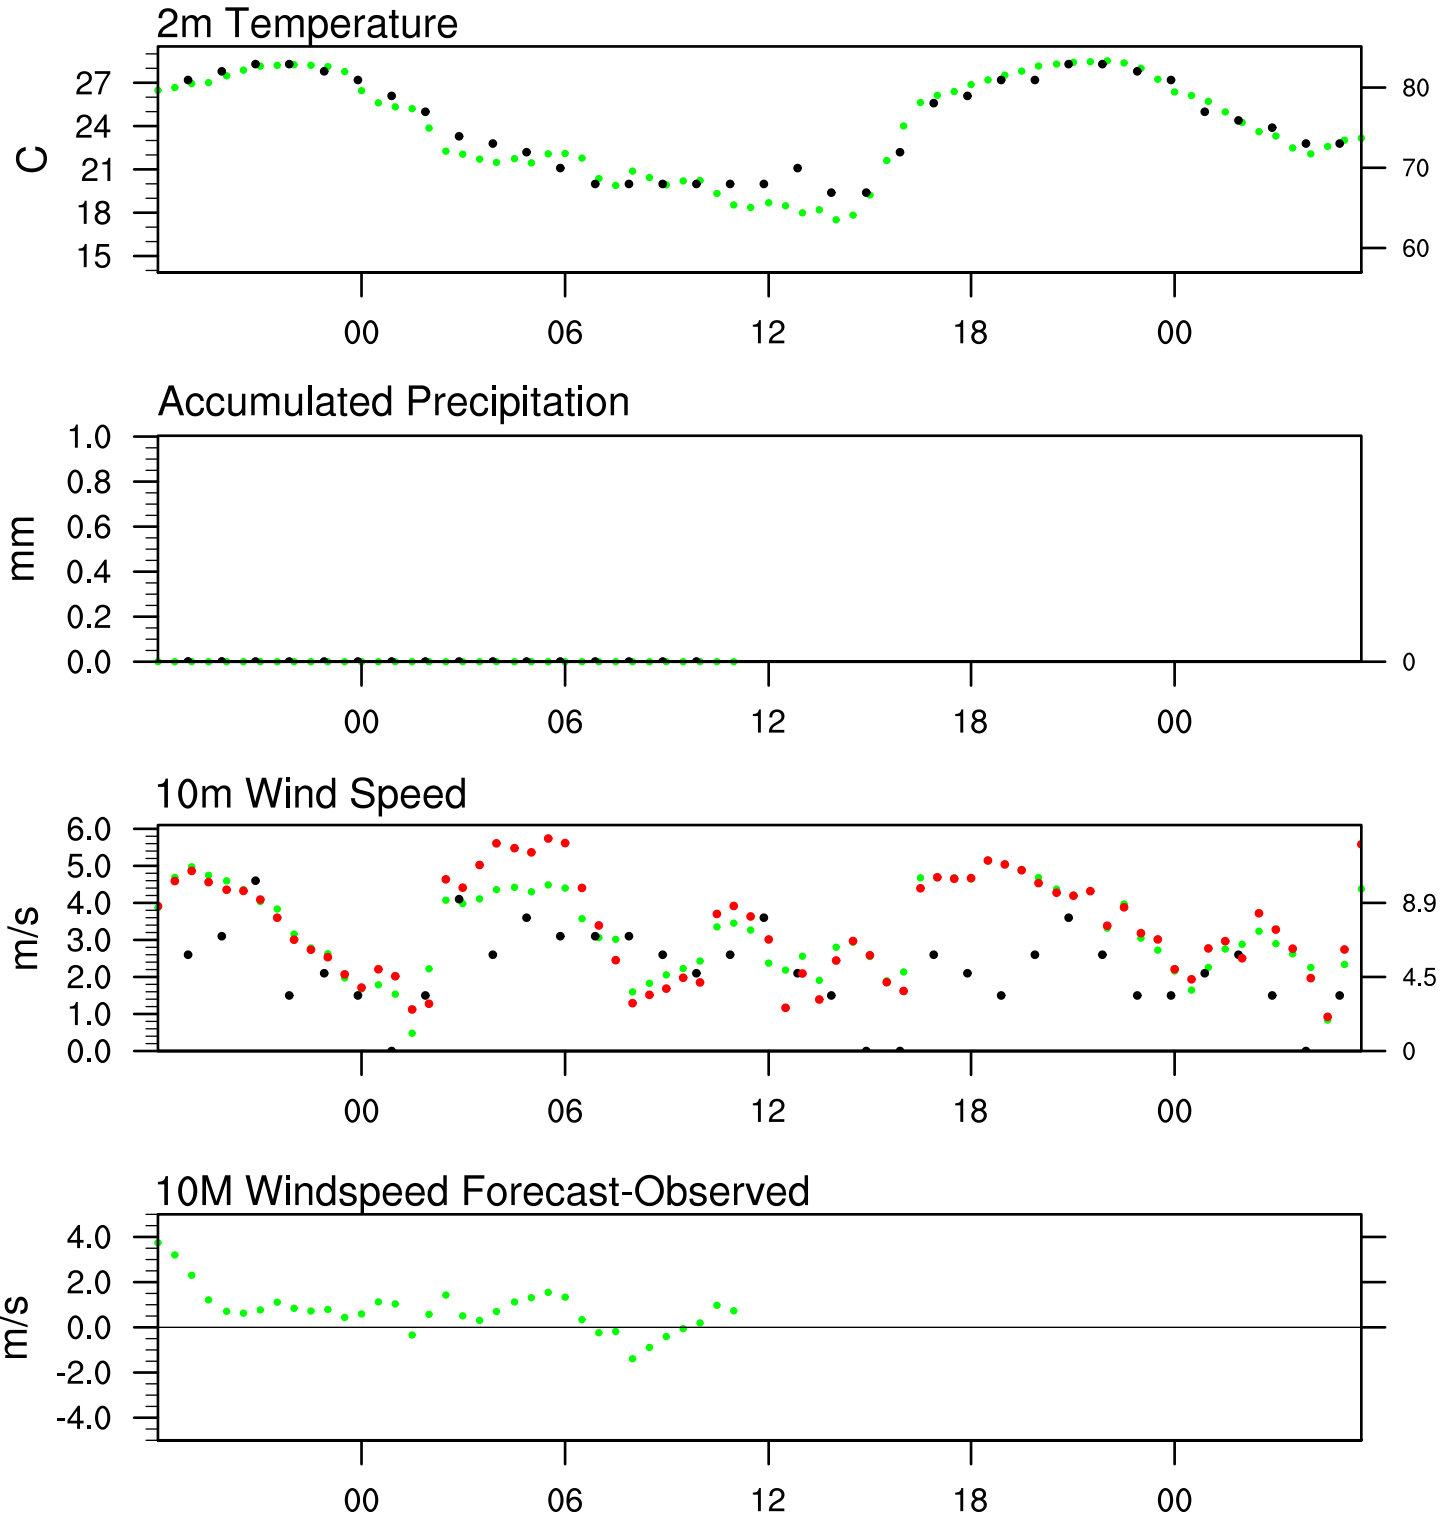 2m Temperature
27
24
21
18
15
C
80
70
60
00 06 12 18 00
Accumulated Precipitation
1.0
0.8
0.6
0.4
0.2
0.0
mm
0
00 06 12 18 00
10m Wind Speed
6.0
5.0
4.0
3.0
2.0
1.0
0.0
m/s
8.9
4.5
0
00 06 12 18 00
10M Windspeed Forecast-Observed
4.0
2.0
0.0
-2.0
-4.0
m/s
00 06 12 18 00